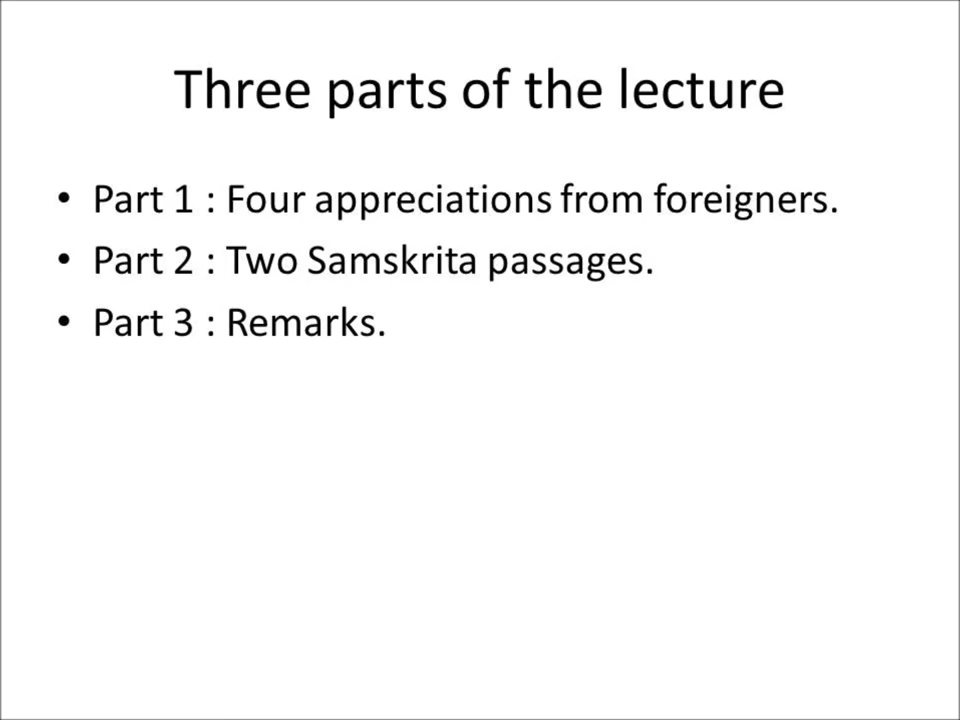 Three parts of the lecture
• Part 1 : Four appreciations from foreigners.
• Part 2 : Two Samskrita passages.
• Part 3 : Remarks.